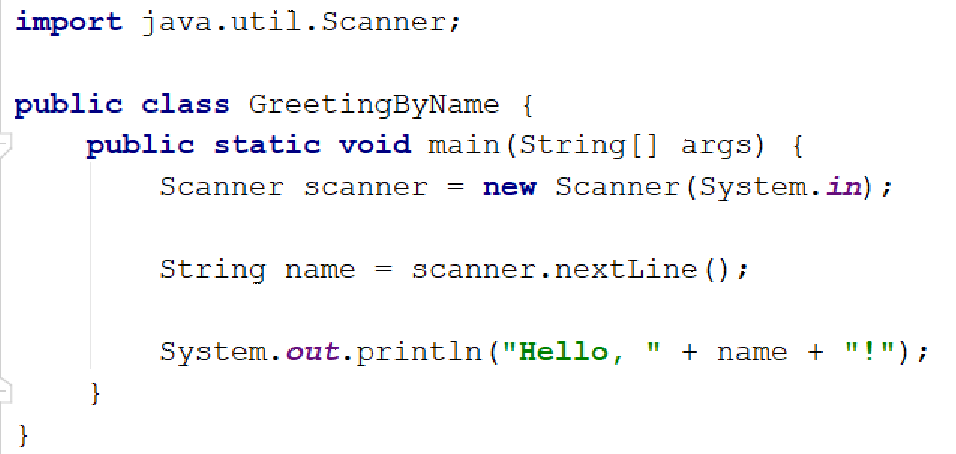 import java.util.Scanner;
public class GreetingByName {
public static void main(String[] args) {
Scanner scanner = new Scanner(System.in);
String name = scanner.nextLine();
System.out.println("Hello, " + name + "!");
}
}